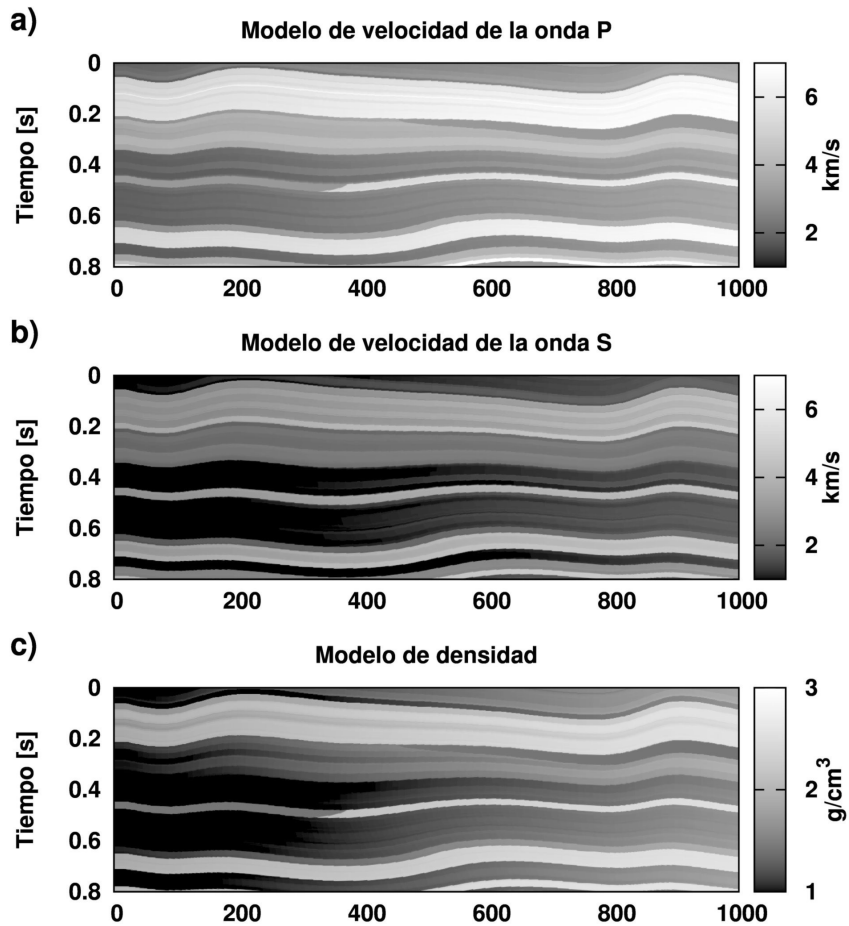 a)
Modelo de velocidad de la onda P
0
0.2
0.4
0.6
0.8
Tiempo [s]
0 200 400 600 800 1000
6
4
2
km/s
b)
Modelo de velocidad de la onda S
0
0.2
0.4
0.6
0.8
Tiempo [s]
0 200 400 600 800 1000
6
4
2
km/s
c)
Modelo de densidad
0
0.2
0.4
0.6
0.8
Tiempo [s]
0 200 400 600 800 1000
3
2
1
g/cm³